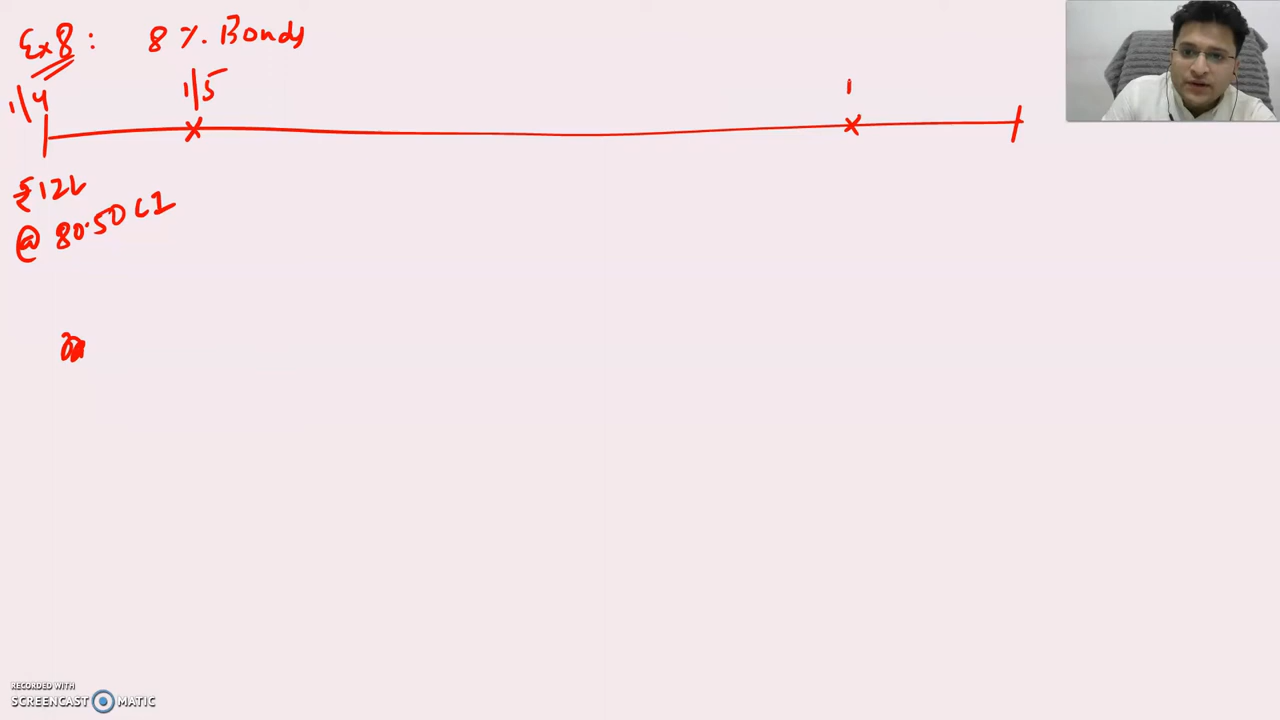 Ex 8 : 8 %. Bonds
1/4 1/5 1
₹12L
@ 80.50 CI
RECORDED WITH
SCREENCAST MATIC